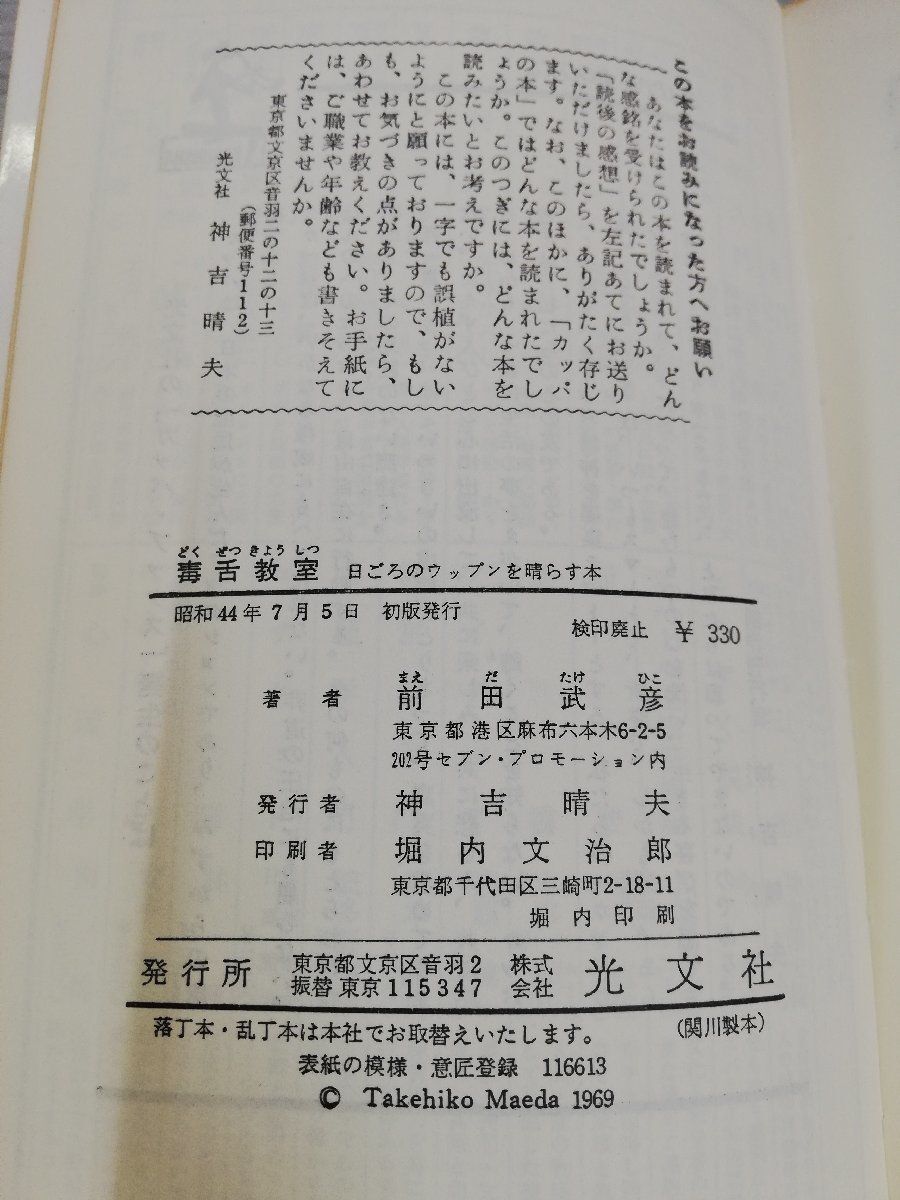 この本をお読みになった方へお願い
あなたはこの本を読まれて、どん
な感銘を受けられたでしょうか。
「読後の感想」を左記あてにお送り
いただけましたら、ありがたく存じ
ます。なお、このほかに、「カッパ
の本」ではどんな本を読まれたでし
ょうか。このつぎには、どんな本を
読みたいとお考えですか。
この本には、一字でも誤植がない
ようにと願っておりますので、もし
も、お気づきの点がありましたら、
あわせてお教えください。お手紙に
は、ご職業や年齢なども書きそえて
くださいませんか。
東京都文京区音羽二の十二の十三
(郵便番号112)
光文社 神吉晴夫
どく ぜつ きよう しつ
毒舌教室 日ごろのウップンを晴らす本
昭和44年7月5日 初版発行
検印廃止 ¥ 330
まえ だ たけ ひこ
著者 前田武彦
東京都港区麻布六本木6-2-5
202号セブン・プロモーション内
発行者 神吉晴夫
印刷者 堀内文治郎
東京都千代田区三崎町2-18-11
堀内印刷
発行所 東京都文京区音羽2 株式 光文社
振替東京115347 会社
落丁本・乱丁本は本社でお取替えいたします。 (関川製本)
表紙の模様・意匠登録 116613
© Takehiko Maeda 1969